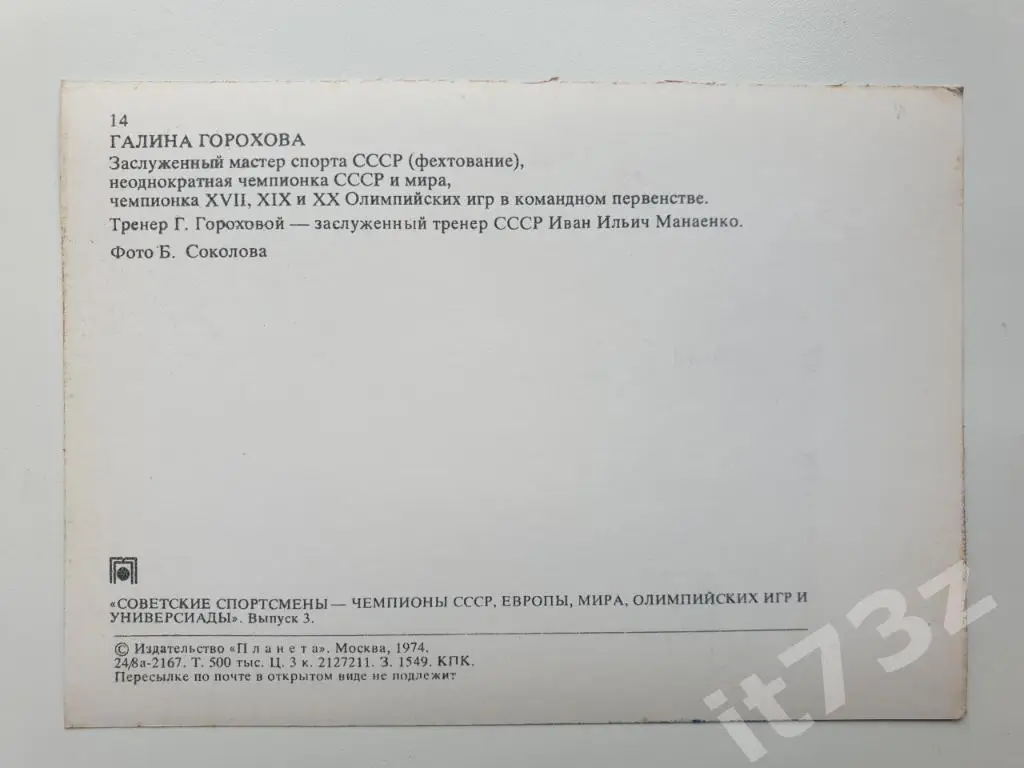 14
ГАЛИНА ГОРОХОВА
Заслуженный мастер спорта СССР (фехтование),
неоднократная чемпионка СССР и мира,
чемпионка XVII, XIX и XX Олимпийских игр в командном первенстве.
Тренер Г. Гороховой — заслуженный тренер СССР Иван Ильич Манаенко.
Фото Б. Соколова
«СОВЕТСКИЕ СПОРТСМЕНЫ — ЧЕМПИОНЫ СССР, ЕВРОПЫ, МИРА, ОЛИМПИЙСКИХ ИГР И
УНИВЕРСИАДЫ». Выпуск 3.
© Издательство «Планета». Москва, 1974.
24/8а-2167. Т. 500 тыс. Ц. 3 к. 2127211. З. 1549. КПК.
Пересылке по почте в открытом виде не подлежит
it73z